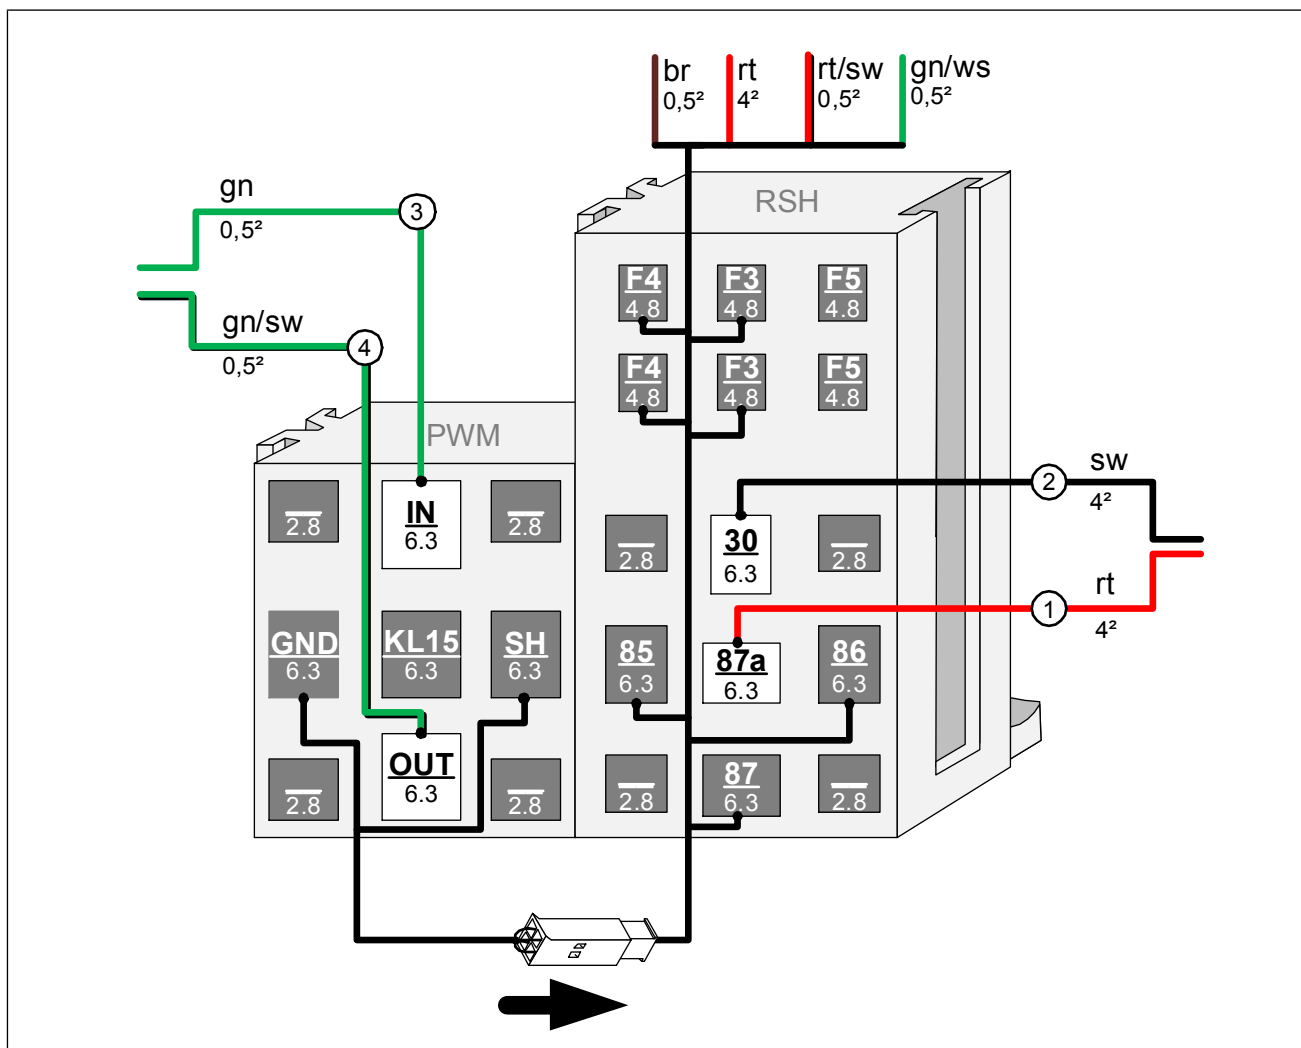 br rt rt/sw gn/ws
0,5² 4² 0,5² 0,5²
gn
0,5²
3
gn/sw
0,5²
4
RSH
F4 F3 F5
4.8 4.8 4.8
F4 F3 F5
4.8 4.8 4.8
PWM
sw
2
4²
IN
2.8 6.3 2.8
30
2.8 6.3 2.8
rt
1
4²
GND KL15 SH
6.3 6.3 6.3
85 87a 86
6.3 6.3 6.3
OUT
2.8 6.3 2.8
87
2.8 6.3 2.8